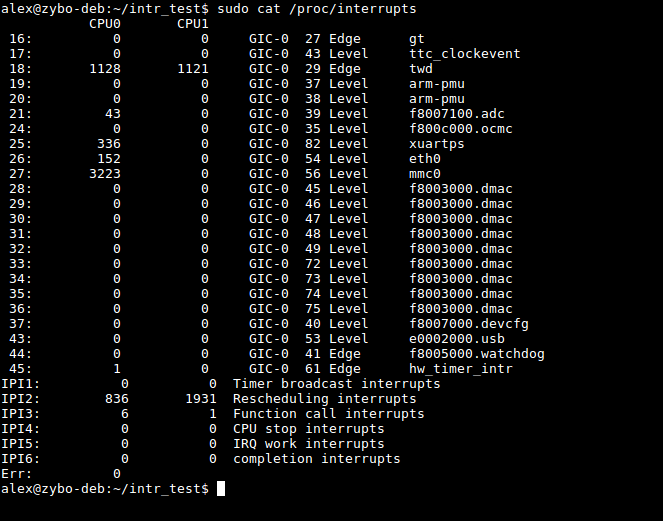 alex@zybo-deb:~/intr_test$ sudo cat /proc/interrupts
           CPU0       CPU1
 16:          0          0     GIC-0  27 Edge      gt
 17:          0          0     GIC-0  43 Level     ttc_clockevent
 18:       1128       1121     GIC-0  29 Edge      twd
 19:          0          0     GIC-0  37 Level     arm-pmu
 20:          0          0     GIC-0  38 Level     arm-pmu
 21:         43          0     GIC-0  39 Level     f8007100.adc
 24:          0          0     GIC-0  35 Level     f800c000.ocmc
 25:        336          0     GIC-0  82 Level     xuartps
 26:        152          0     GIC-0  54 Level     eth0
 27:       3223          0     GIC-0  56 Level     mmc0
 28:          0          0     GIC-0  45 Level     f8003000.dmac
 29:          0          0     GIC-0  46 Level     f8003000.dmac
 30:          0          0     GIC-0  47 Level     f8003000.dmac
 31:          0          0     GIC-0  48 Level     f8003000.dmac
 32:          0          0     GIC-0  49 Level     f8003000.dmac
 33:          0          0     GIC-0  72 Level     f8003000.dmac
 34:          0          0     GIC-0  73 Level     f8003000.dmac
 35:          0          0     GIC-0  74 Level     f8003000.dmac
 36:          0          0     GIC-0  75 Level     f8003000.dmac
 37:          0          0     GIC-0  40 Level     f8007000.devcfg
 43:          0          0     GIC-0  53 Level     e0002000.usb
 44:          0          0     GIC-0  41 Edge      f8005000.watchdog
 45:          1          0     GIC-0  61 Edge      hw_timer_intr
IPI1:          0          0  Timer broadcast interrupts
IPI2:        836       1931  Rescheduling interrupts
IPI3:          6          1  Function call interrupts
IPI4:          0          0  CPU stop interrupts
IPI5:          0          0  IRQ work interrupts
IPI6:          0          0  completion interrupts
Err:          0
alex@zybo-deb:~/intr_test$